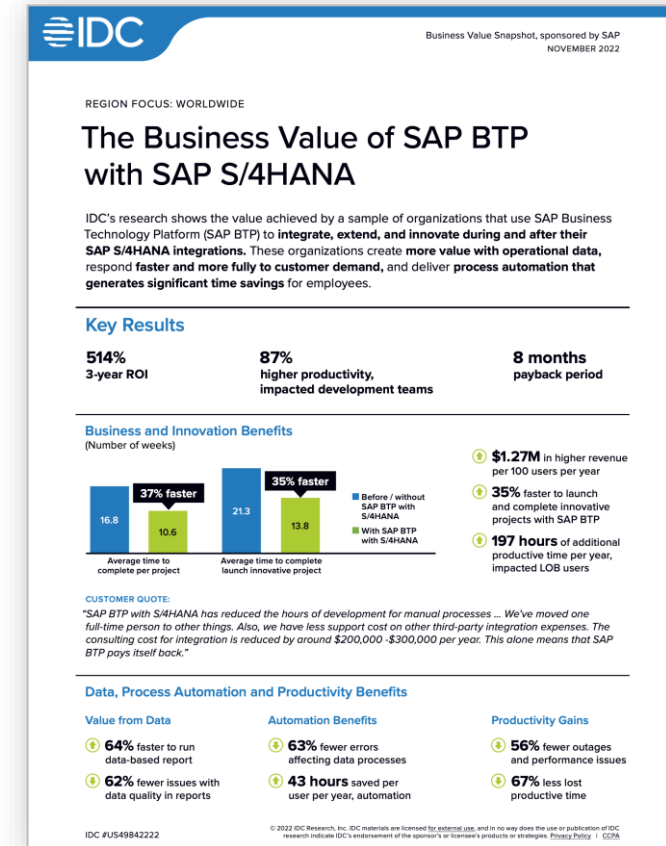 IDC
Business Value Snapshot, sponsored by SAP
NOVEMBER 2022
REGION FOCUS: WORLDWIDE
The Business Value of SAP BTP
with SAP S/4HANA
IDC's research shows the value achieved by a sample of organizations that use SAP Business
Technology Platform (SAP BTP) to integrate, extend, and innovate during and after their
SAP S/4HANA integrations. These organizations create more value with operational data,
respond faster and more fully to customer demand, and deliver process automation that
generates significant time savings for employees.
Key Results
514%
3-year ROI
87%
higher productivity,
impacted development teams
8 months
payback period
Business and Innovation Benefits
(Number of weeks)
16.8
37% faster
10.6
21.3
35% faster
13.8
Average time to
complete per project
Average time to complete
launch innovative project
Before / without
SAP BTP with
S/4HANA
With SAP BTP
with S/4HANA
$1.27M in higher revenue
per 100 users per year
35% faster to launch
and complete innovative
projects with SAP BTP
197 hours of additional
productive time per year,
impacted LOB users
CUSTOMER QUOTE:
"SAP BTP with S/4HANA has reduced the hours of development for manual processes ... We've moved one
full-time person to other things. Also, we have less support cost on other third-party integration expenses. The
consulting cost for integration is reduced by around $200,000 -$300,000 per year. This alone means that SAP
BTP pays itself back."
Data, Process Automation and Productivity Benefits
Value from Data
64% faster to run
data-based report
62% fewer issues with
data quality in reports
Automation Benefits
63% fewer errors
affecting data processes
43 hours saved per
user per year, automation
Productivity Gains
56% fewer outages
and performance issues
67% less lost
productive time
IDC #US49842222
© 2022 IDC Research, Inc. IDC materials are licensed for external use, and in no way does the use or publication of IDC
research indicate IDC's endorsement of the sponsor's or licensee's products or strategies. Privacy Policy | CCPA